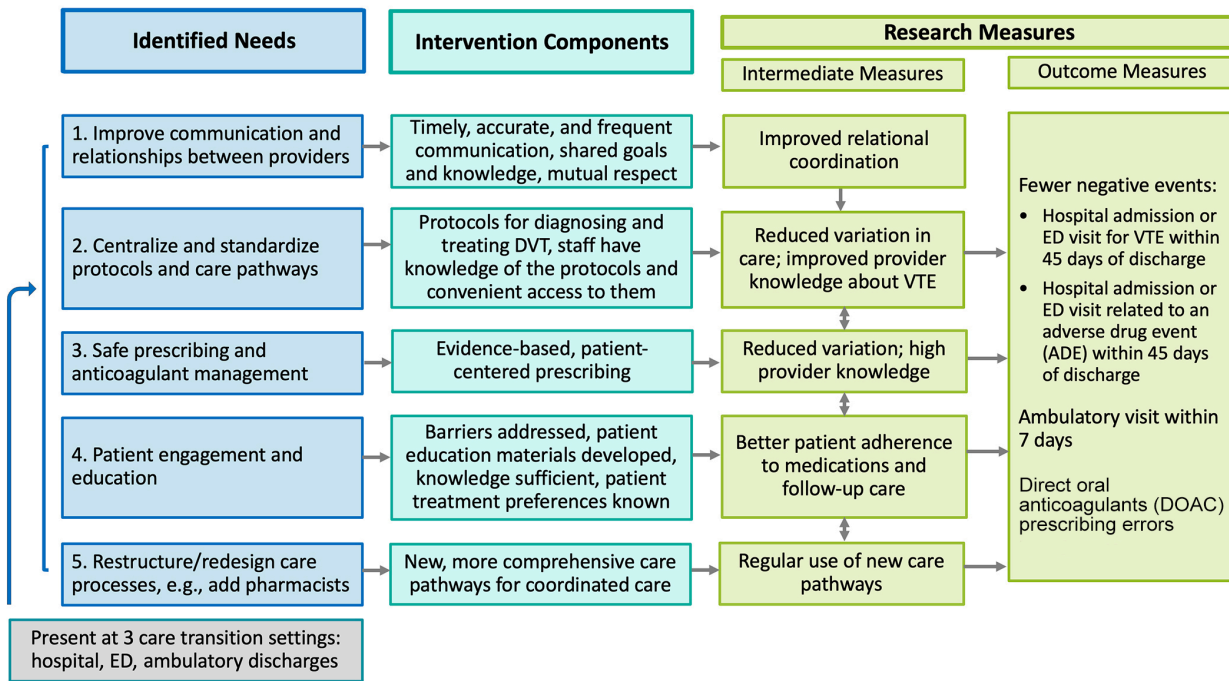 Identified Needs
Intervention Components
Research Measures
Intermediate Measures
Outcome Measures
1. Improve communication and
relationships between providers
Timely, accurate, and frequent
communication, shared goals
and knowledge, mutual respect
Improved relational
coordination
2. Centralize and standardize
protocols and care pathways
Protocols for diagnosing and
treating DVT, staff have
knowledge of the protocols and
convenient access to them
Reduced variation in
care; improved provider
knowledge about VTE
3. Safe prescribing and
anticoagulant management
Evidence-based, patient-
centered prescribing
Reduced variation; high
provider knowledge
4. Patient engagement and
education
Barriers addressed, patient
education materials developed,
knowledge sufficient, patient
treatment preferences known
Better patient adherence
to medications and
follow-up care
5. Restructure/redesign care
processes, e.g., add pharmacists
New, more comprehensive care
pathways for coordinated care
Regular use of new care
pathways
Fewer negative events:
• Hospital admission or
ED visit for VTE within
45 days of discharge
• Hospital admission or
ED visit related to an
adverse drug event
(ADE) within 45 days
of discharge
Ambulatory visit within
7 days
Direct oral
anticoagulants (DOAC)
prescribing errors
Present at 3 care transition settings:
hospital, ED, ambulatory discharges